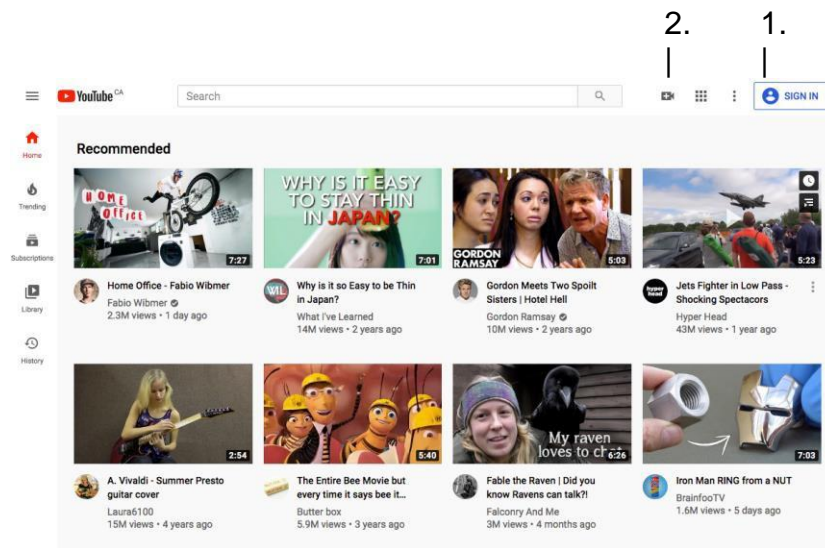 2. 1.
YouTube CA Search SIGN IN
Home
Trending
Subscriptions
Library
History
Recommended
HOME OFFICE
7:27
WHY IS IT EASY
TO STAY THIN
IN JAPAN?
7:01
GORDON
RAMSAY
5:03
5:23
Home Office - Fabio Wibmer
Fabio Wibmer
2.3M views • 1 day ago
WIL
Why is it so Easy to be Thin
in Japan?
What I've Learned
14M views • 2 years ago
Gordon Meets Two Spoilt
Sisters | Hotel Hell
Gordon Ramsay
10M views • 2 years ago
hyper
head
Jets Fighter in Low Pass -
Shocking Spectacors
Hyper Head
43M views • 1 year ago
2:54
5:40
My raven
loves to chat
6:26
7:03
A. Vivaldi - Summer Presto
guitar cover
Laura6100
15M views • 4 years ago
The Entire Bee Movie but
every time it says bee it...
Butter box
5.9M views • 3 years ago
Fable the Raven | Did you
know Ravens can talk?!
Falconry And Me
3M views • 4 months ago
Iron Man RING from a NUT
BrainfooTV
1.6M views • 5 days ago